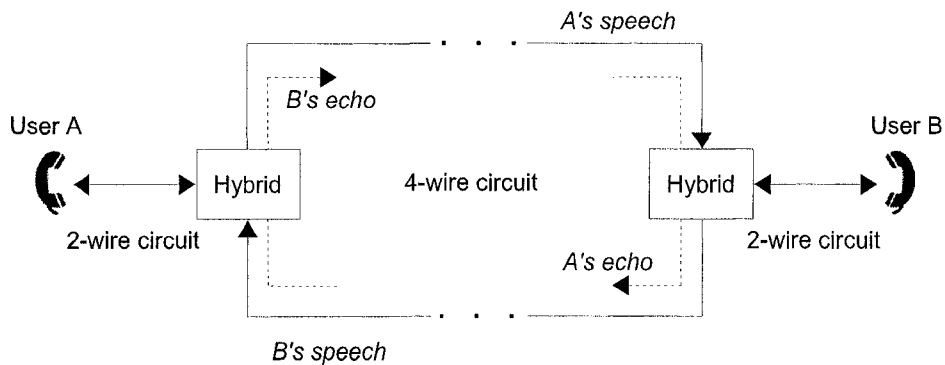 A's speech
B's echo
User A
User B
Hybrid
4-wire circuit
Hybrid
2-wire circuit
2-wire circuit
A's echo
B's speech